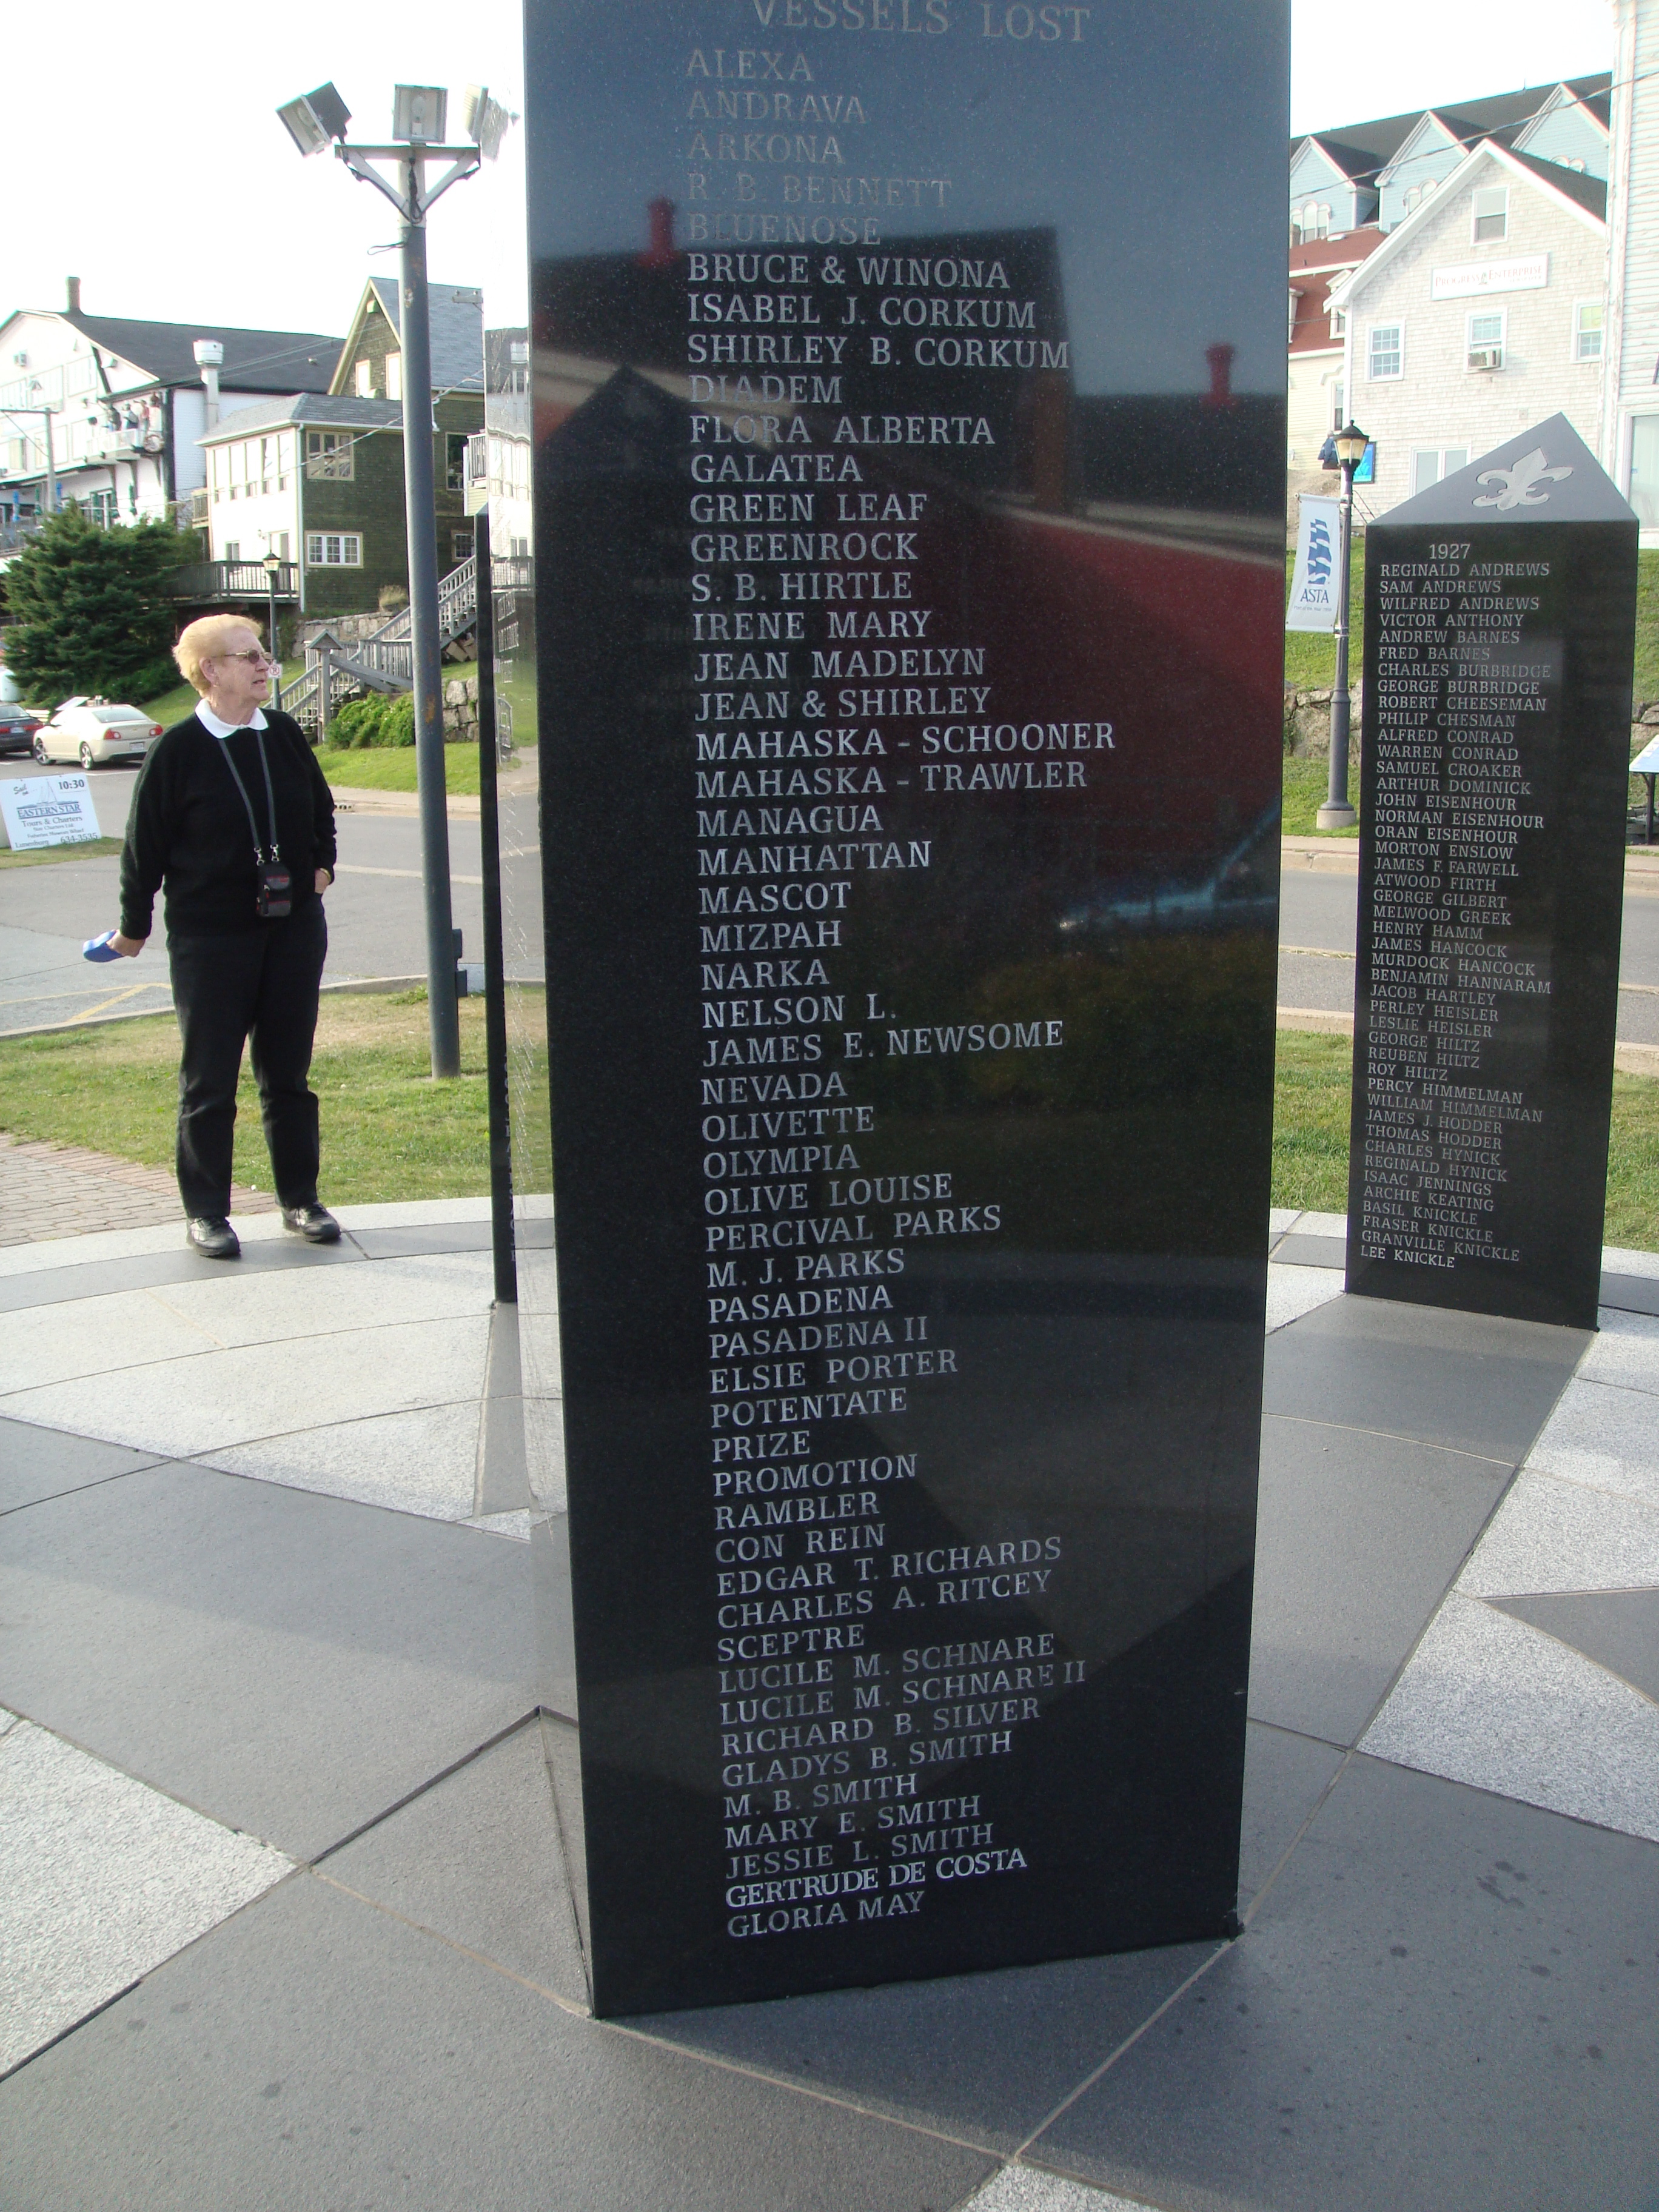 VESSELS LOST
ALEXA
ANDRAVA
ARKONA
R. B. BENNETT
BLUENOSE
BRUCE & WINONA
ISABEL J. CORKUM
SHIRLEY B. CORKUM
DIADEM
FLORA ALBERTA
GALATEA
GREEN LEAF
GREENROCK
S. B. HIRTLE
IRENE MARY
JEAN MADELYN
JEAN & SHIRLEY
MAHASKA - SCHOONER
MAHASKA - TRAWLER
MANAGUA
MANHATTAN
MASCOT
MIZPAH
NARKA
NELSON L.
JAMES E. NEWSOME
NEVADA
OLIVETTE
OLYMPIA
OLIVE LOUISE
PERCIVAL PARKS
M. J. PARKS
PASADENA
PASADENA II
ELSIE PORTER
POTENTATE
PRIZE
PROMOTION
RAMBLER
CON REIN
EDGAR T. RICHARDS
CHARLES A. RITCEY
SCEPTRE
LUCILE M. SCHNARE
LUCILE M. SCHNARE II
RICHARD B. SILVER
GLADYS B. SMITH
M. B. SMITH
MARY E. SMITH
JESSIE L. SMITH
GERTRUDE DE COSTA
GLORIA MAY
1927
REGINALD ANDREWS
SAM ANDREWS
WILFRED ANDREWS
VICTOR ANTHONY
ANDREW BARNES
FRED BARNES
CHARLES BURBRIDGE
GEORGE BURBRIDGE
ROBERT CHEESEMAN
PHILIP CHESMAN
ALFRED CONRAD
WARREN CONRAD
SAMUEL CROAKER
ARTHUR DOMINICK
JOHN EISENHOUR
NORMAN EISENHOUR
ORAN EISENHOUR
MORTON ENSLOW
JAMES F. FARWELL
ATWOOD FIRTH
GEORGE GILBERT
MELWOOD GREEK
HENRY HAMM
JAMES HANCOCK
MURDOCK HANCOCK
BENJAMIN HANNARAM
JACOB HARTLEY
PERLEY HEISLER
LESLIE HEISLER
GEORGE HILTZ
REUBEN HILTZ
ROY HILTZ
PERCY HIMMELMAN
WILLIAM HIMMELMAN
JAMES J. HODDER
THOMAS HODDER
CHARLES HYNICK
REGINALD HYNICK
ISAAC JENNINGS
ARCHIE KEATING
BASIL KNICKLE
FRASER KNICKLE
GRANVILLE KNICKLE
LEE KNICKLE
PROGRESS ENTERPRISE
ASTA
Sail 10:30
EASTERN STAR
Tours & Charters
Lunenburg 634-3535